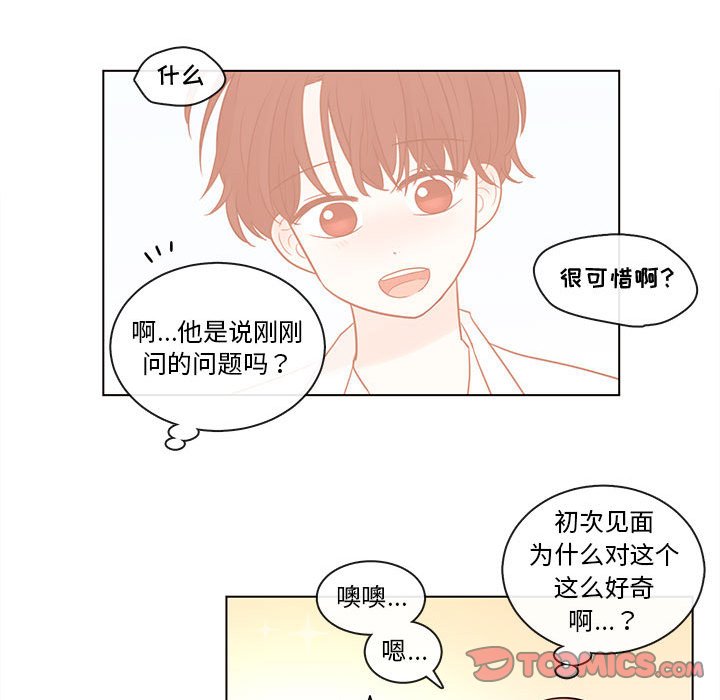 什么
很可惜啊？
啊...他是说刚刚
问的问题吗？
初次见面
为什么对这个
这么好奇
啊...？
噢噢...
嗯...
TOOMICS.COM